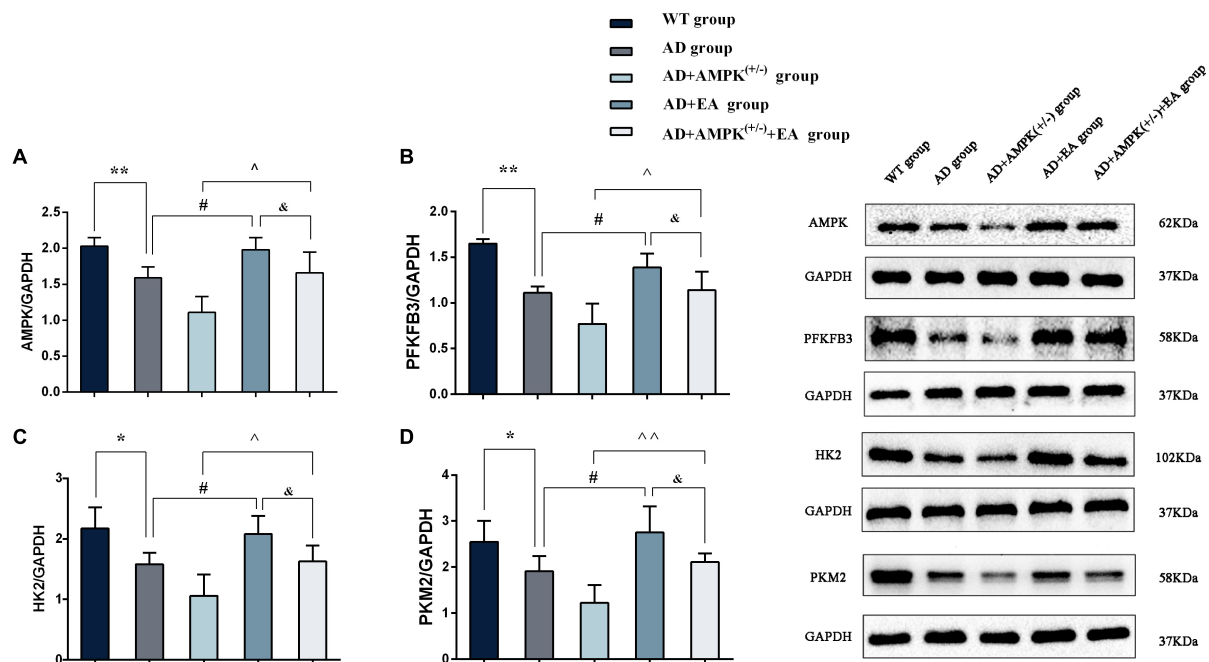 WT group
AD group
AD+AMPK(+/-) group
AD+EA group
AD+AMPK(+/-)+EA group
A
**
^
#
&
AMPK/GAPDH
2.5
2.0
1.5
1.0
0.5
0.0
B
**
^
#
&
PFKFB3/GAPDH
2.0
1.5
1.0
0.5
0.0
C
*
^
#
&
HK2/GAPDH
3
2
1
0
D
*
^^
#
&
PKM2/GAPDH
4
3
2
1
0
WT group
AD group
AD+AMPK(+/-) group
AD+EA group
AD+AMPK(+/-)+EA group
AMPK 62KDa
GAPDH 37KDa
PFKFB3 58KDa
GAPDH 37KDa
HK2 102KDa
GAPDH 37KDa
PKM2 58KDa
GAPDH 37KDa